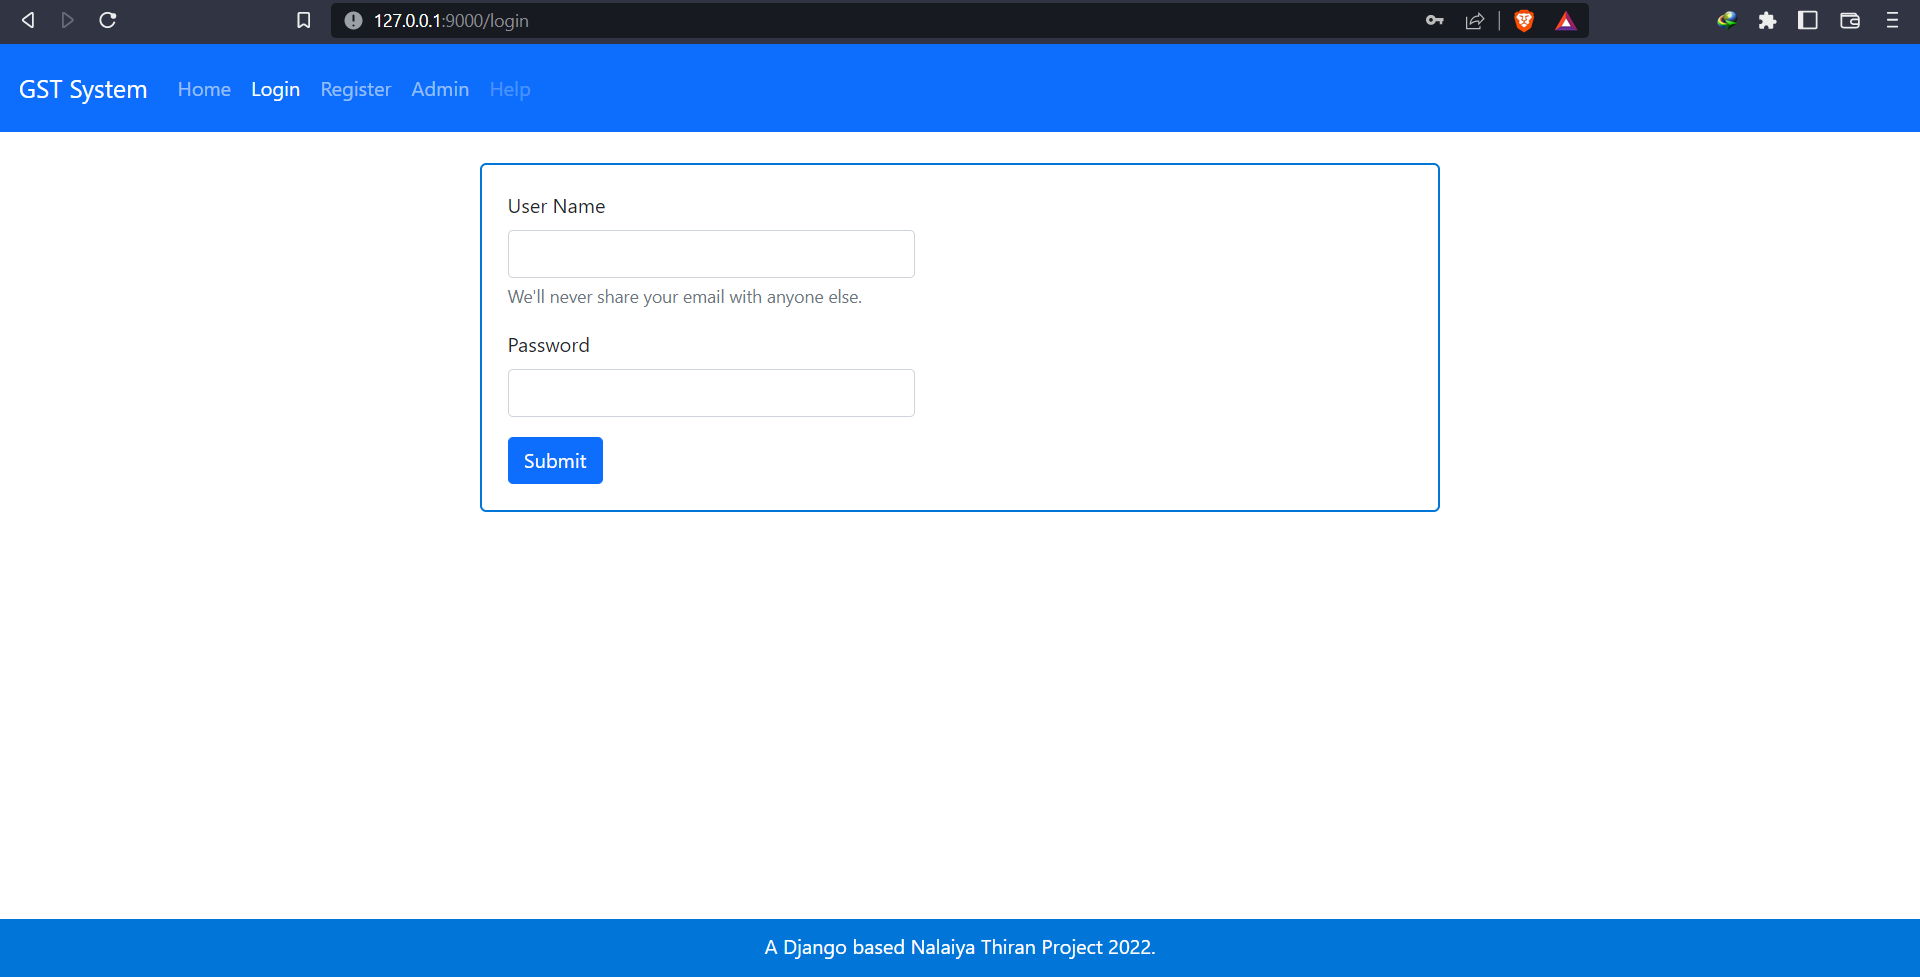 127.0.0.1:9000/login
GST System Home Login Register Admin Help
User Name
We'll never share your email with anyone else.
Password
Submit
A Django based Nalaiya Thiran Project 2022.